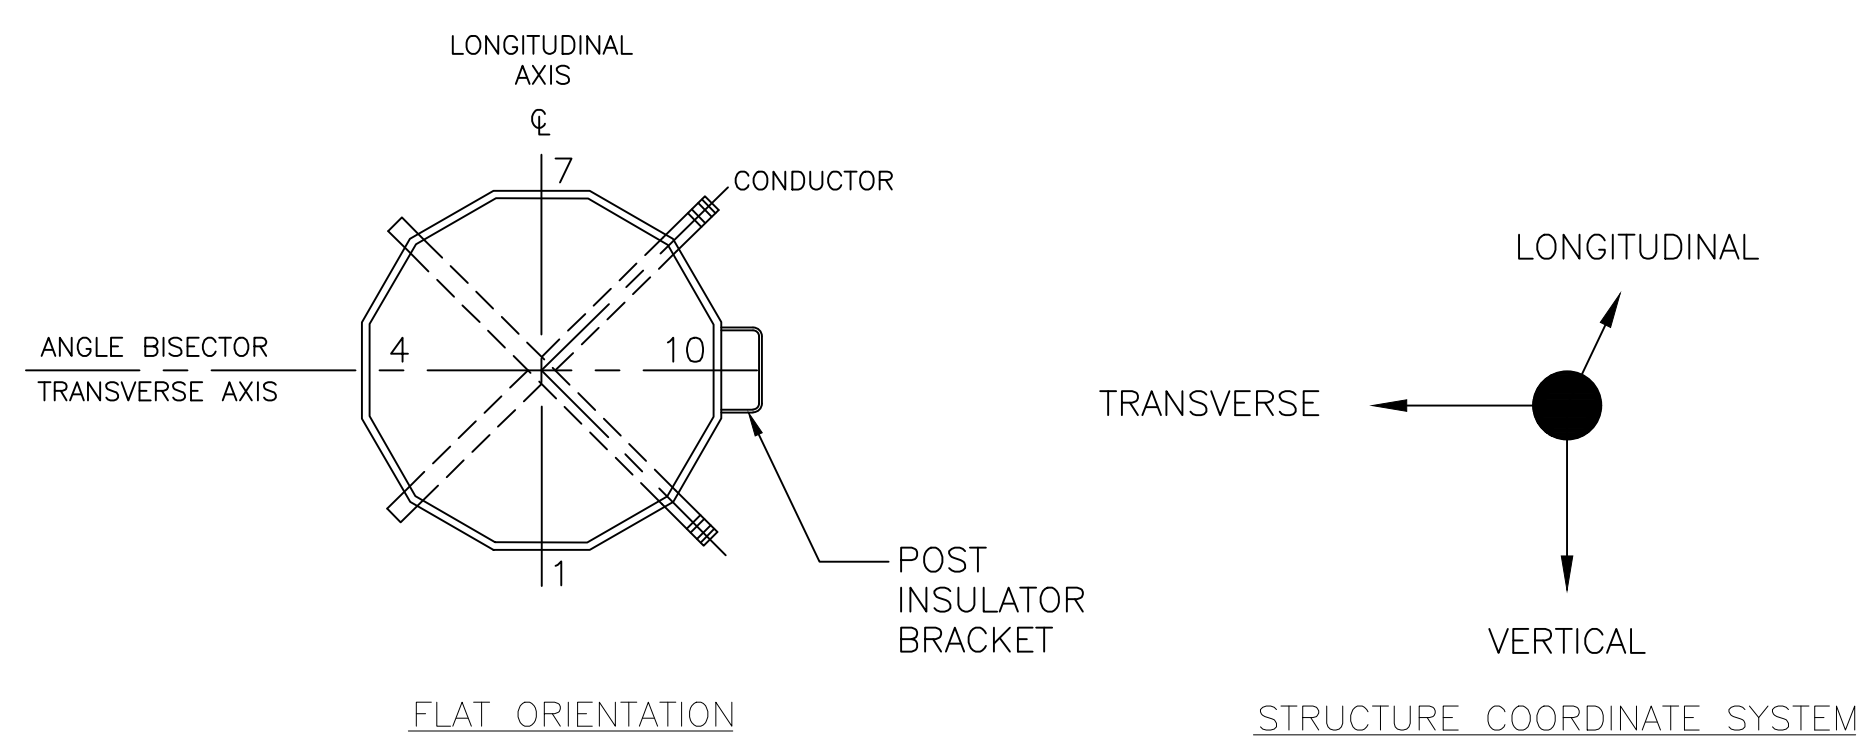 LONGITUDINAL
AXIS
℄
7
CONDUCTOR
ANGLE BISECTOR
TRANSVERSE AXIS
4
10
1
POST
INSULATOR
BRACKET
FLAT ORIENTATION
LONGITUDINAL
TRANSVERSE
VERTICAL
STRUCTURE COORDINATE SYSTEM